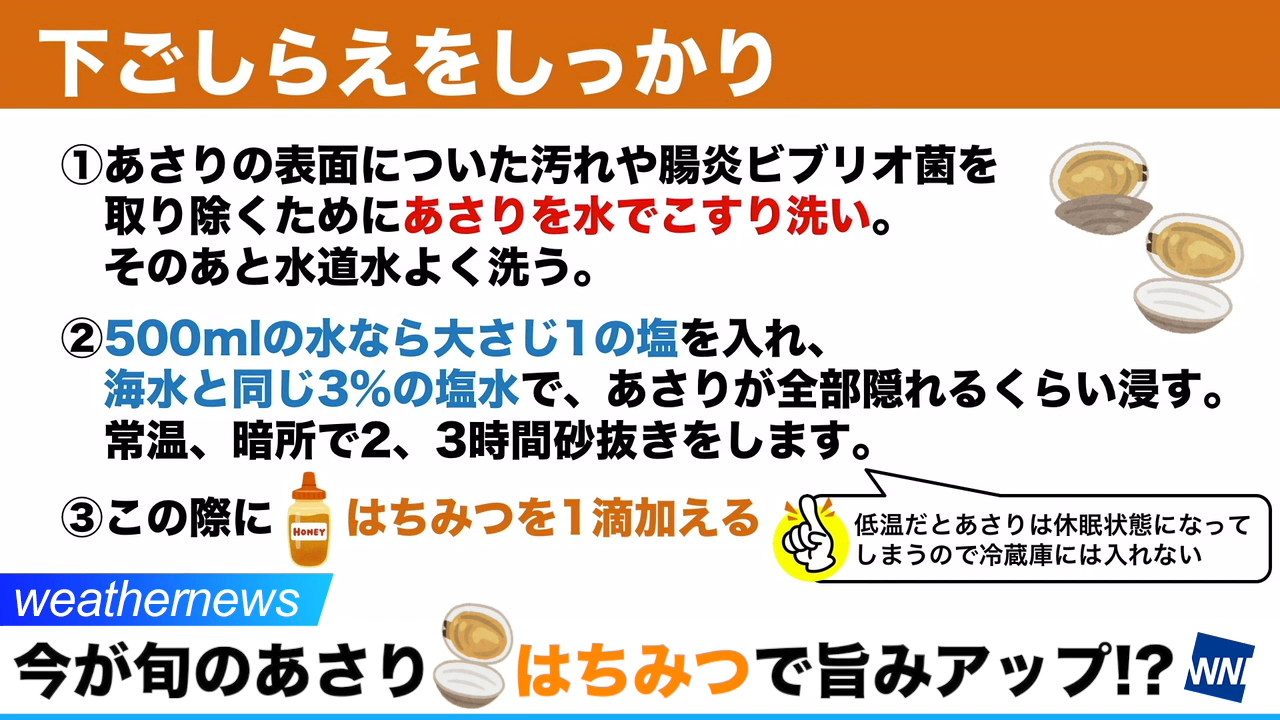 下ごしらえをしっかり
①あさりの表面についた汚れや腸炎ビブリオ菌を
取り除くためにあさりを水でこすり洗い。
そのあと水道水よく洗う。
②500mlの水なら大さじ1の塩を入れ、
海水と同じ3%の塩水で、あさりが全部隠れるくらい浸す。
常温、暗所で2、3時間砂抜きをします。
③この際に HONEY はちみつを1滴加える
低温だとあさりは休眠状態になって
しまうので冷蔵庫には入れない
weathernews
今が旬のあさり はちみつで旨みアップ!?
WNI